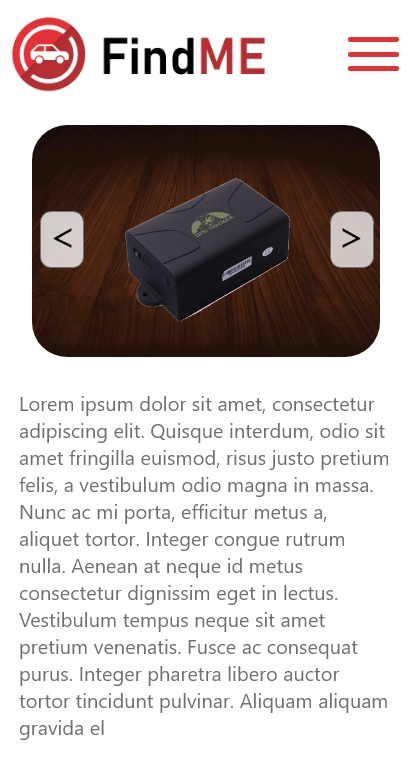 FindME
<
>
GPS TRACKER
Lorem ipsum dolor sit amet, consectetur
adipiscing elit. Quisque interdum, odio sit
amet fringilla euismod, risus justo pretium
felis, a vestibulum odio magna in massa.
Nunc ac mi porta, efficitur metus a,
aliquet tortor. Integer congue rutrum
nulla. Aenean at neque id metus
consectetur dignissim eget in lectus.
Vestibulum tempus neque sit amet
pretium venenatis. Fusce ac consequat
purus. Integer pharetra libero auctor
tortor tincidunt pulvinar. Aliquam aliquam
gravida el